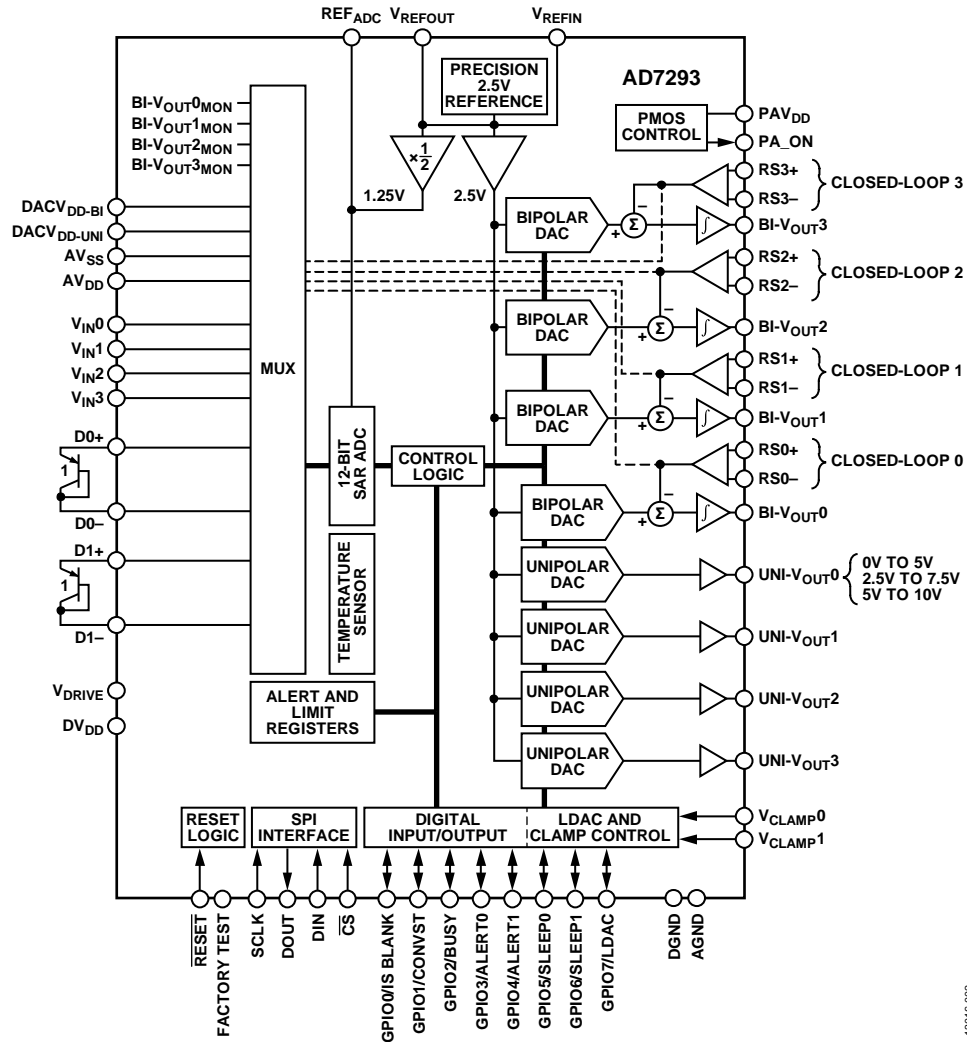 REFADC VREFOUT VREFIN
AD7293
PRECISION
2.5V
REFERENCE
BI-VOUT0MON
BI-VOUT1MON
BI-VOUT2MON
BI-VOUT3MON
×1/2
1.25V
2.5V
PMOS
CONTROL
PAVDD
PA_ON
DACVDD-BI
DACVDD-UNI
AVSS
AVDD
VIN0
VIN1
VIN2
VIN3
D0+
1
D0–
D1+
1
D1–
VDRIVE
DVDD
MUX
12-BIT
SAR ADC
TEMPERATURE
SENSOR
CONTROL
LOGIC
ALERT AND
LIMIT
REGISTERS
BIPOLAR
DAC
+ Σ –
∫
RS3+
RS3–
CLOSED-LOOP 3
BI-VOUT3
BIPOLAR
DAC
+ Σ –
∫
RS2+
RS2–
CLOSED-LOOP 2
BI-VOUT2
BIPOLAR
DAC
+ Σ –
∫
RS1+
RS1–
CLOSED-LOOP 1
BI-VOUT1
BIPOLAR
DAC
+ Σ –
∫
RS0+
RS0–
CLOSED-LOOP 0
BI-VOUT0
UNIPOLAR
DAC
UNI-VOUT0
0V TO 5V
2.5V TO 7.5V
5V TO 10V
UNIPOLAR
DAC
UNI-VOUT1
UNIPOLAR
DAC
UNI-VOUT2
UNIPOLAR
DAC
UNI-VOUT3
RESET
LOGIC
SPI
INTERFACE
DIGITAL
INPUT/OUTPUT
LDAC AND
CLAMP CONTROL
VCLAMP0
VCLAMP1
RESET
FACTORY TEST
SCLK
DOUT
DIN
CS
GPIO0/IS BLANK
GPIO1/CONVST
GPIO2/BUSY
GPIO3/ALERT0
GPIO4/ALERT1
GPIO5/SLEEP0
GPIO6/SLEEP1
GPIO7/LDAC
DGND
AGND